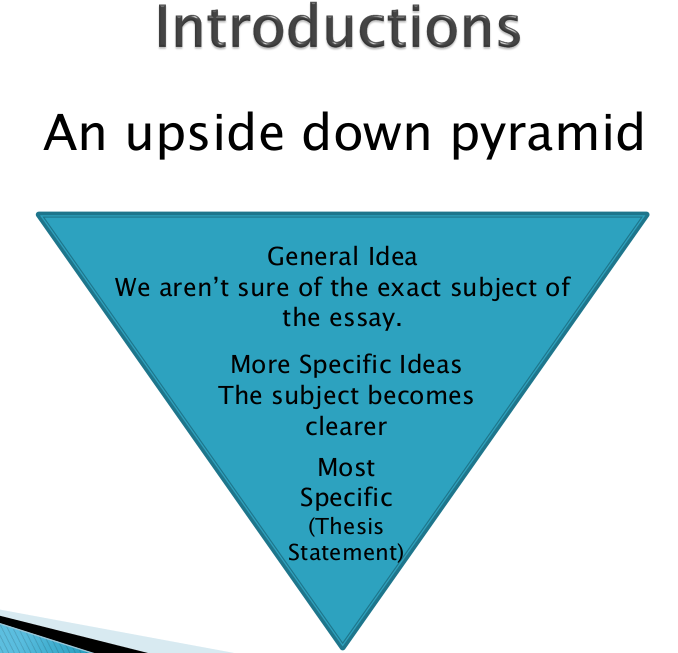 Introductions
An upside down pyramid
General Idea
We aren’t sure of the exact subject of
the essay.
More Specific Ideas
The subject becomes
clearer
Most
Specific
(Thesis
Statement)